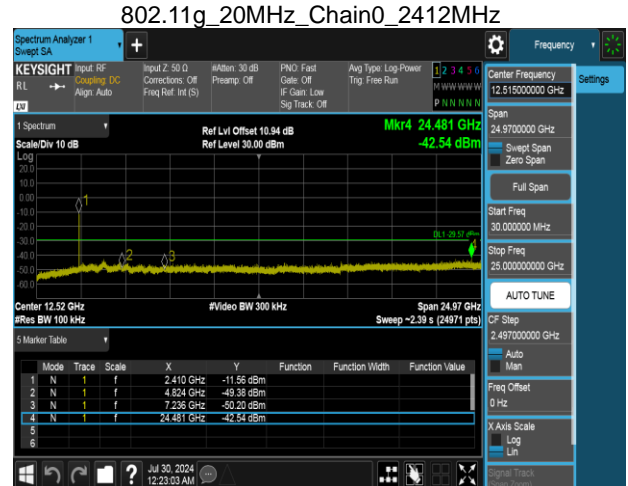 802.11g_20MHz_Chain0_2412MHz
Spectrum Analyzer 1
Swept SA
Frequency
KEYSIGHT
RL
LXI
Input: RF
Coupling: DC
Align: Auto
Input Z: 50 Ω
Corrections: Off
Freq Ref: Int (S)
#Atten: 30 dB
Preamp: Off
PNO: Fast
Gate: Off
IF Gain: Low
Sig Track: Off
Avg Type: Log-Power
Trig: Free Run
1 2 3 4 5 6
M WWW WW
P N N N N N
1 Spectrum
Scale/Div 10 dB
Log
Ref Lvl Offset 10.94 dB
Ref Level 30.00 dBm
Mkr4 24.481 GHz
-42.54 dBm
20.0
10.0
0.00
-10.0
-20.0
-30.0
-40.0
-50.0
-60.0
1
2
3
4
DL1 -29.57 dBm
Center 12.52 GHz
#Res BW 100 kHz
#Video BW 300 kHz
Span 24.97 GHz
Sweep ~2.39 s (24971 pts)
5 Marker Table
Mode Trace Scale X Y Function Function Width Function Value
1 N 1 f 2.410 GHz -11.56 dBm
2 N 1 f 4.824 GHz -49.38 dBm
3 N 1 f 7.236 GHz -50.20 dBm
4 N 1 f 24.481 GHz -42.54 dBm
5
6
?
Jul 30, 2024
12:23:03 AM
Center Frequency
12.515000000 GHz
Settings
Span
24.9700000 GHz
Swept Span
Zero Span
Full Span
Start Freq
30.000000 MHz
Stop Freq
25.000000000 GHz
AUTO TUNE
CF Step
2.497000000 GHz
Auto
Man
Freq Offset
0 Hz
X Axis Scale
Log
Lin
Signal Track
(Span Zoom)